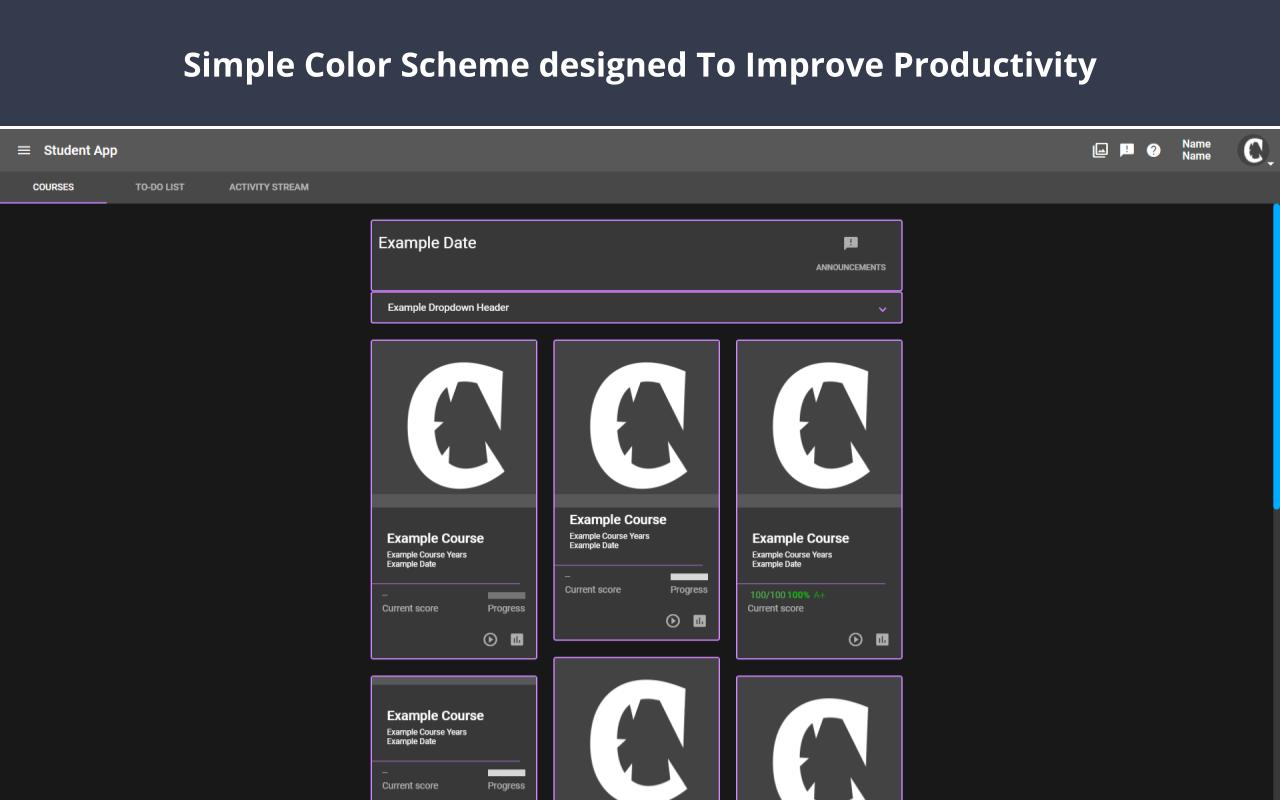 Simple Color Scheme designed To Improve Productivity
Student App
Name
Name
COURSES
TO-DO LIST
ACTIVITY STREAM
Example Date
ANNOUNCEMENTS
Example Dropdown Header
Example Course
Example Course Years
Example Date
--
Current score
Progress
Example Course
Example Course Years
Example Date
--
Current score
Progress
Example Course
Example Course Years
Example Date
100/100 100% A+
Current score
Example Course
Example Course Years
Example Date
--
Current score
Progress